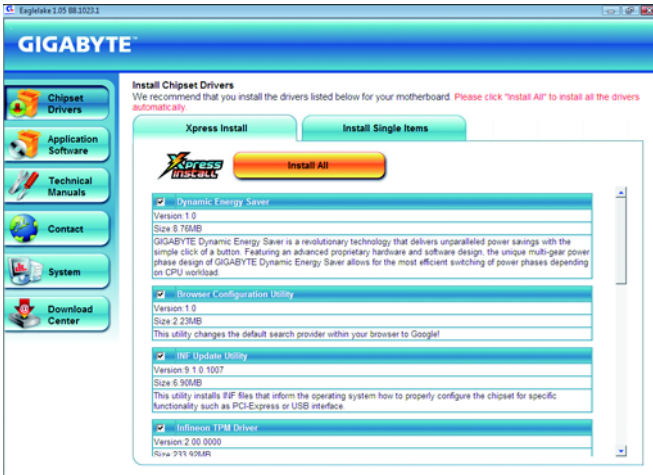 Eaglelake 1.05 B8.1023.1
GIGABYTE™
Chipset
Drivers
Application
Software
Technical
Manuals
Contact
System
Download
Center
Install Chipset Drivers
We recommend that you install the drivers listed below for your motherboard. Please click "Install All" to install all the drivers
automatically.
Xpress Install
Install Single Items
Xpress
Install
Install All
Dynamic Energy Saver
Version:1.0
Size:8.76MB
GIGABYTE Dynamic Energy Saver is a revolutionary technology that delivers unparalleled power savings with the
simple click of a button. Featuring an advanced proprietary hardware and software design, the unique multi-gear power
phase design of GIGABYTE Dynamic Energy Saver allows for the most efficient switching of power phases depending
on CPU workload.
Browser Configuration Utility
Version:1.0
Size:2.23MB
This utility changes the default search provider within your browser to Google!
INF Update Utility
Version:9.1.0.1007
Size:6.90MB
This utility installs INF files that inform the operating system how to properly configure the chipset for specific
functionality such as PCI-Express or USB interface.
Infineon TPM Driver
Version:2.00.0000
Size:233.92MB